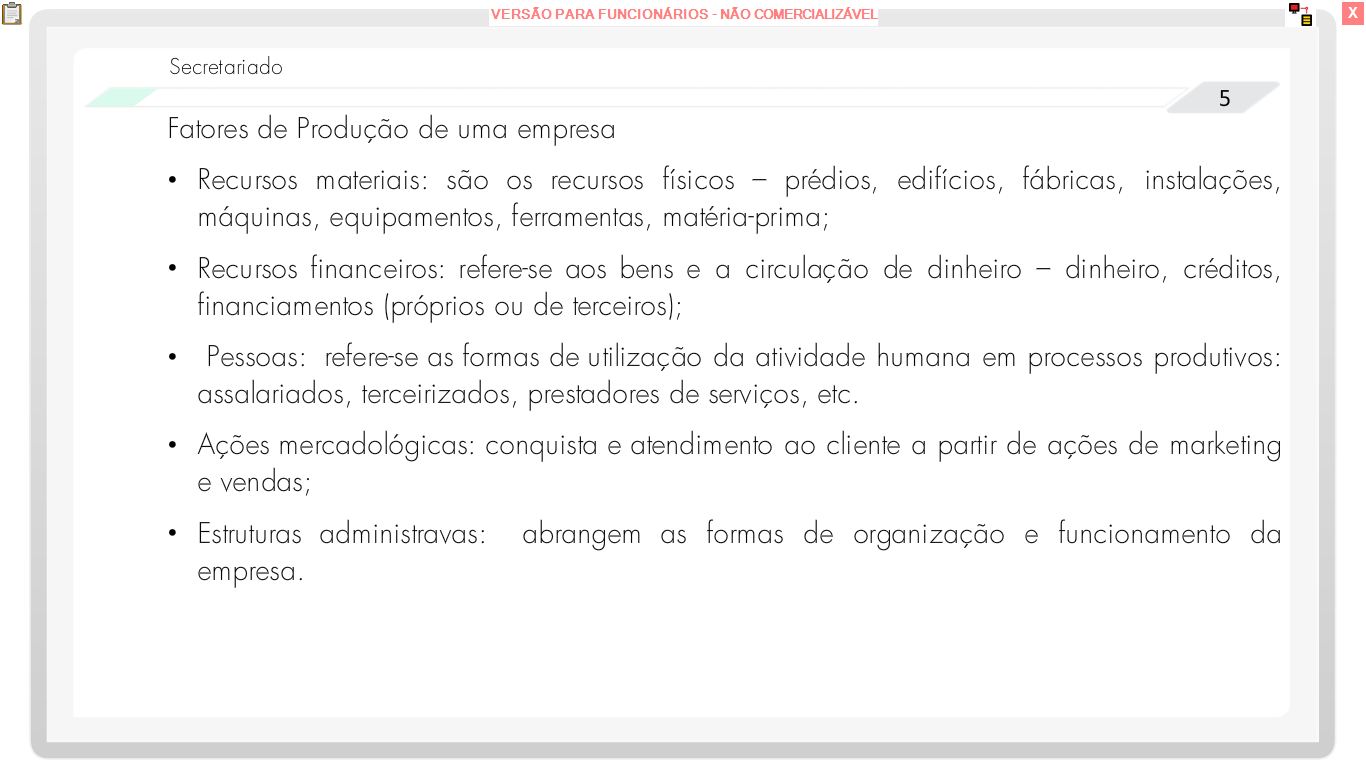 VERSÃO PARA FUNCIONÁRIOS - NÃO COMERCIALIZÁVEL
X
Secretariado
5
Fatores de Produção de uma empresa
• Recursos materiais: são os recursos físicos – prédios, edifícios, fábricas, instalações,
máquinas, equipamentos, ferramentas, matéria-prima;
• Recursos financeiros: refere-se aos bens e a circulação de dinheiro – dinheiro, créditos,
financiamentos (próprios ou de terceiros);
• Pessoas: refere-se as formas de utilização da atividade humana em processos produtivos:
assalariados, terceirizados, prestadores de serviços, etc.
• Ações mercadológicas: conquista e atendimento ao cliente a partir de ações de marketing
e vendas;
• Estruturas administravas: abrangem as formas de organização e funcionamento da
empresa.